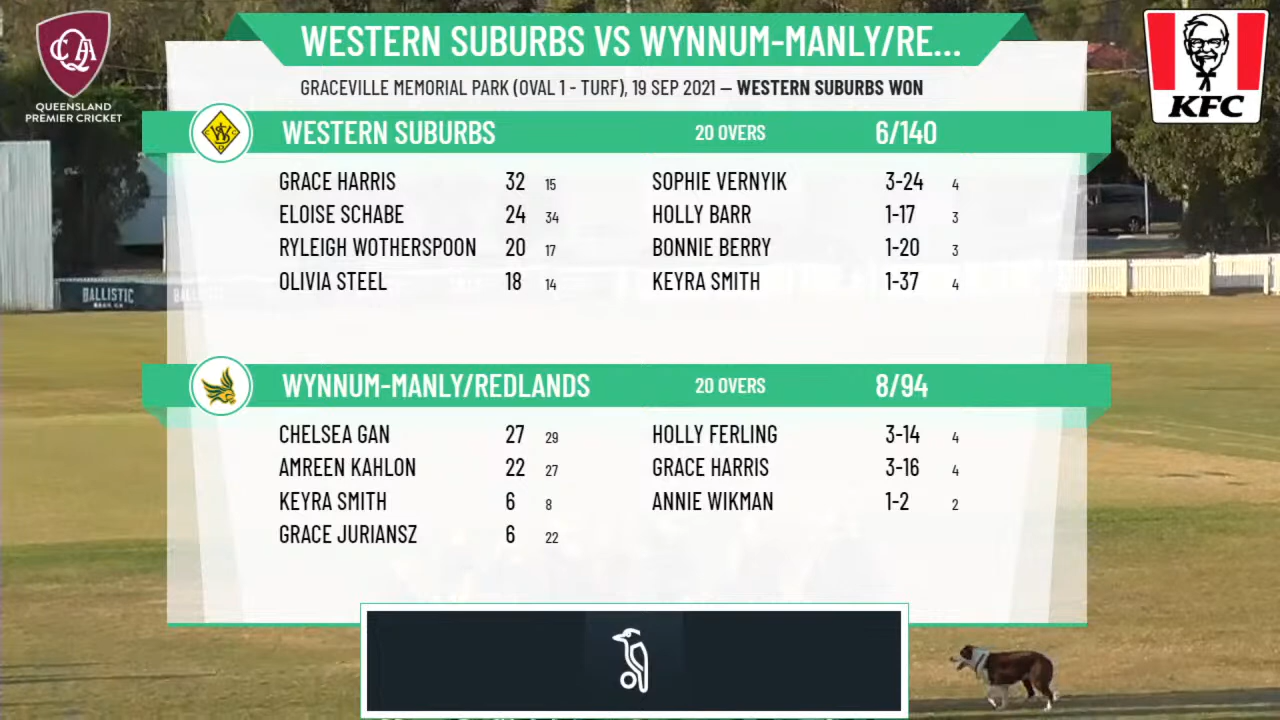 WESTERN SUBURBS VS WYNNUM-MANLY/RE...
QUEENSLAND
PREMIER CRICKET
KFC
GRACEVILLE MEMORIAL PARK (OVAL 1 - TURF), 19 SEP 2021 – WESTERN SUBURBS WON
WESTERN SUBURBS 20 OVERS 6/140
GRACE HARRIS 32 15 SOPHIE VERNYIK 3-24 4
ELOISE SCHABE 24 34 HOLLY BARR 1-17 3
RYLEIGH WOTHERSPOON 20 17 BONNIE BERRY 1-20 3
OLIVIA STEEL 18 14 KEYRA SMITH 1-37 4
BALLISTIC
WYNNUM-MANLY/REDLANDS 20 OVERS 8/94
CHELSEA GAN 27 29 HOLLY FERLING 3-14 4
AMREEN KAHLON 22 27 GRACE HARRIS 3-16 4
KEYRA SMITH 6 8 ANNIE WIKMAN 1-2 2
GRACE JURIANSZ 6 22